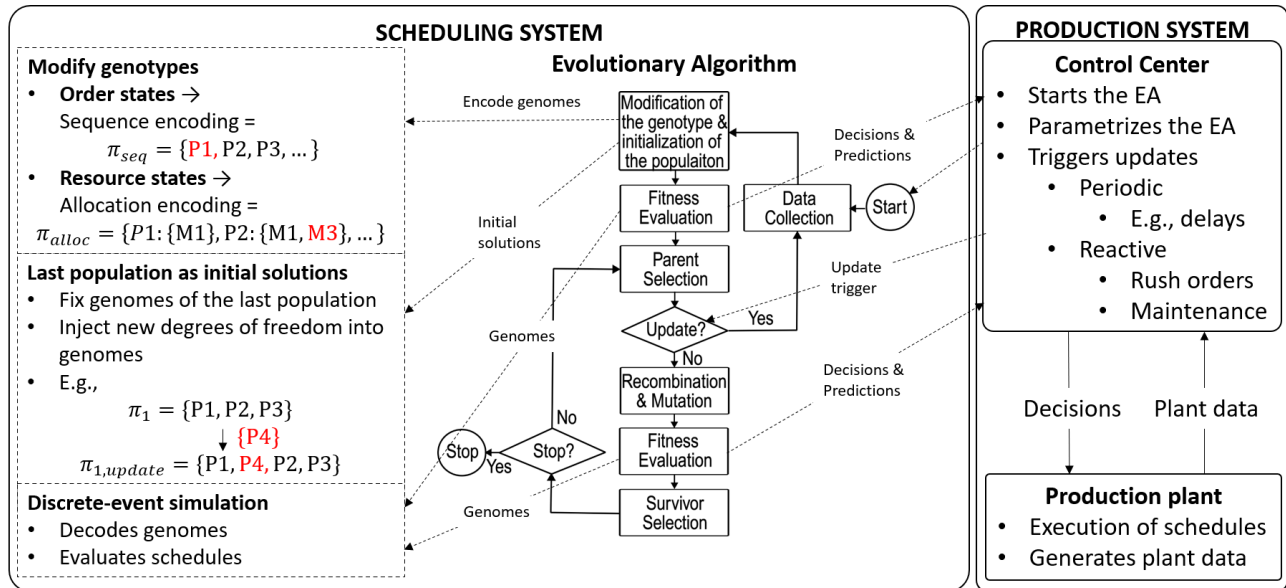 SCHEDULING SYSTEM
Modify genotypes
• Order states →
Sequence encoding =
π_seq = {P1, P2, P3, …}
• Resource states →
Allocation encoding =
π_alloc = {P1: {M1}, P2: {M1, M3}, …}
Last population as initial solutions
• Fix genomes of the last population
• Inject new degrees of freedom into
genomes
• E.g.,
π_1 = {P1, P2, P3}
{P4}
π_1,update = {P1, P4, P2, P3}
Discrete-event simulation
• Decodes genomes
• Evaluates schedules
Evolutionary Algorithm
Encode genomes
Initial
solutions
Genomes
Genomes
Modification of
the genotype &
initialization of
the populaiton
Fitness
Evaluation
Parent
Selection
Update?
Yes
No
Recombination
& Mutation
Fitness
Evaluation
Survivor
Selection
Stop?
No
Yes
Stop
Data
Collection
Start
Decisions &
Predictions
Update
trigger
Decisions &
Predictions
PRODUCTION SYSTEM
Control Center
• Starts the EA
• Parametrizes the EA
• Triggers updates
• Periodic
• E.g., delays
• Reactive
• Rush orders
• Maintenance
Decisions
Plant data
Production plant
• Execution of schedules
• Generates plant data